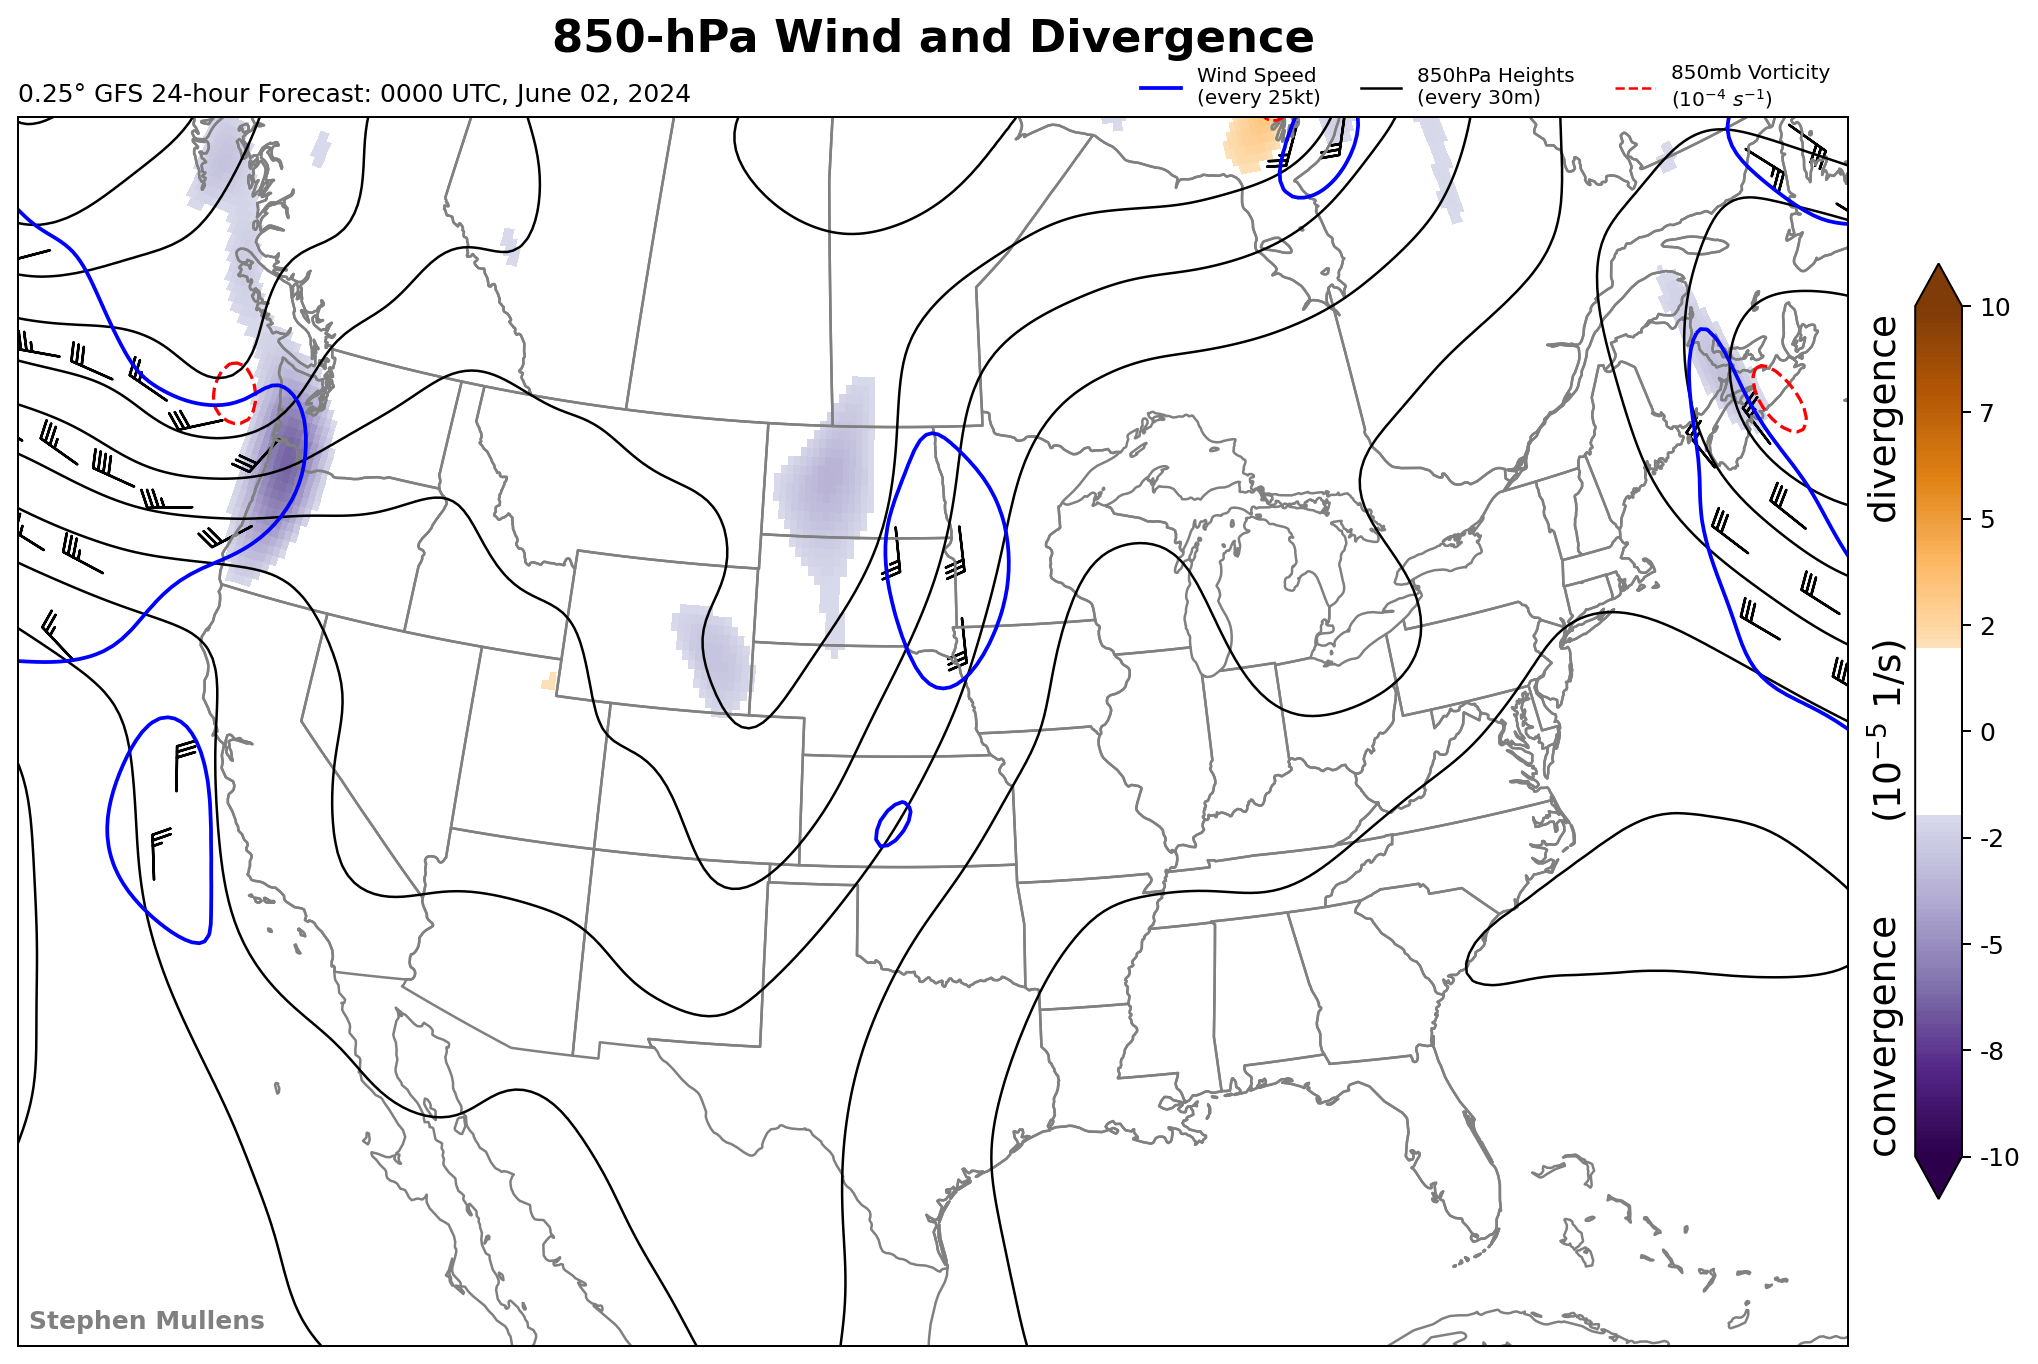 850-hPa Wind and Divergence
0.25° GFS 24-hour Forecast: 0000 UTC, June 02, 2024
Wind Speed
(every 25kt)
850hPa Heights
(every 30m)
850mb Vorticity
(10⁻⁴ s⁻¹)
10
7
5
2
0
-2
-5
-8
-10
convergence (10⁻⁵ 1/s) divergence
Stephen Mullens